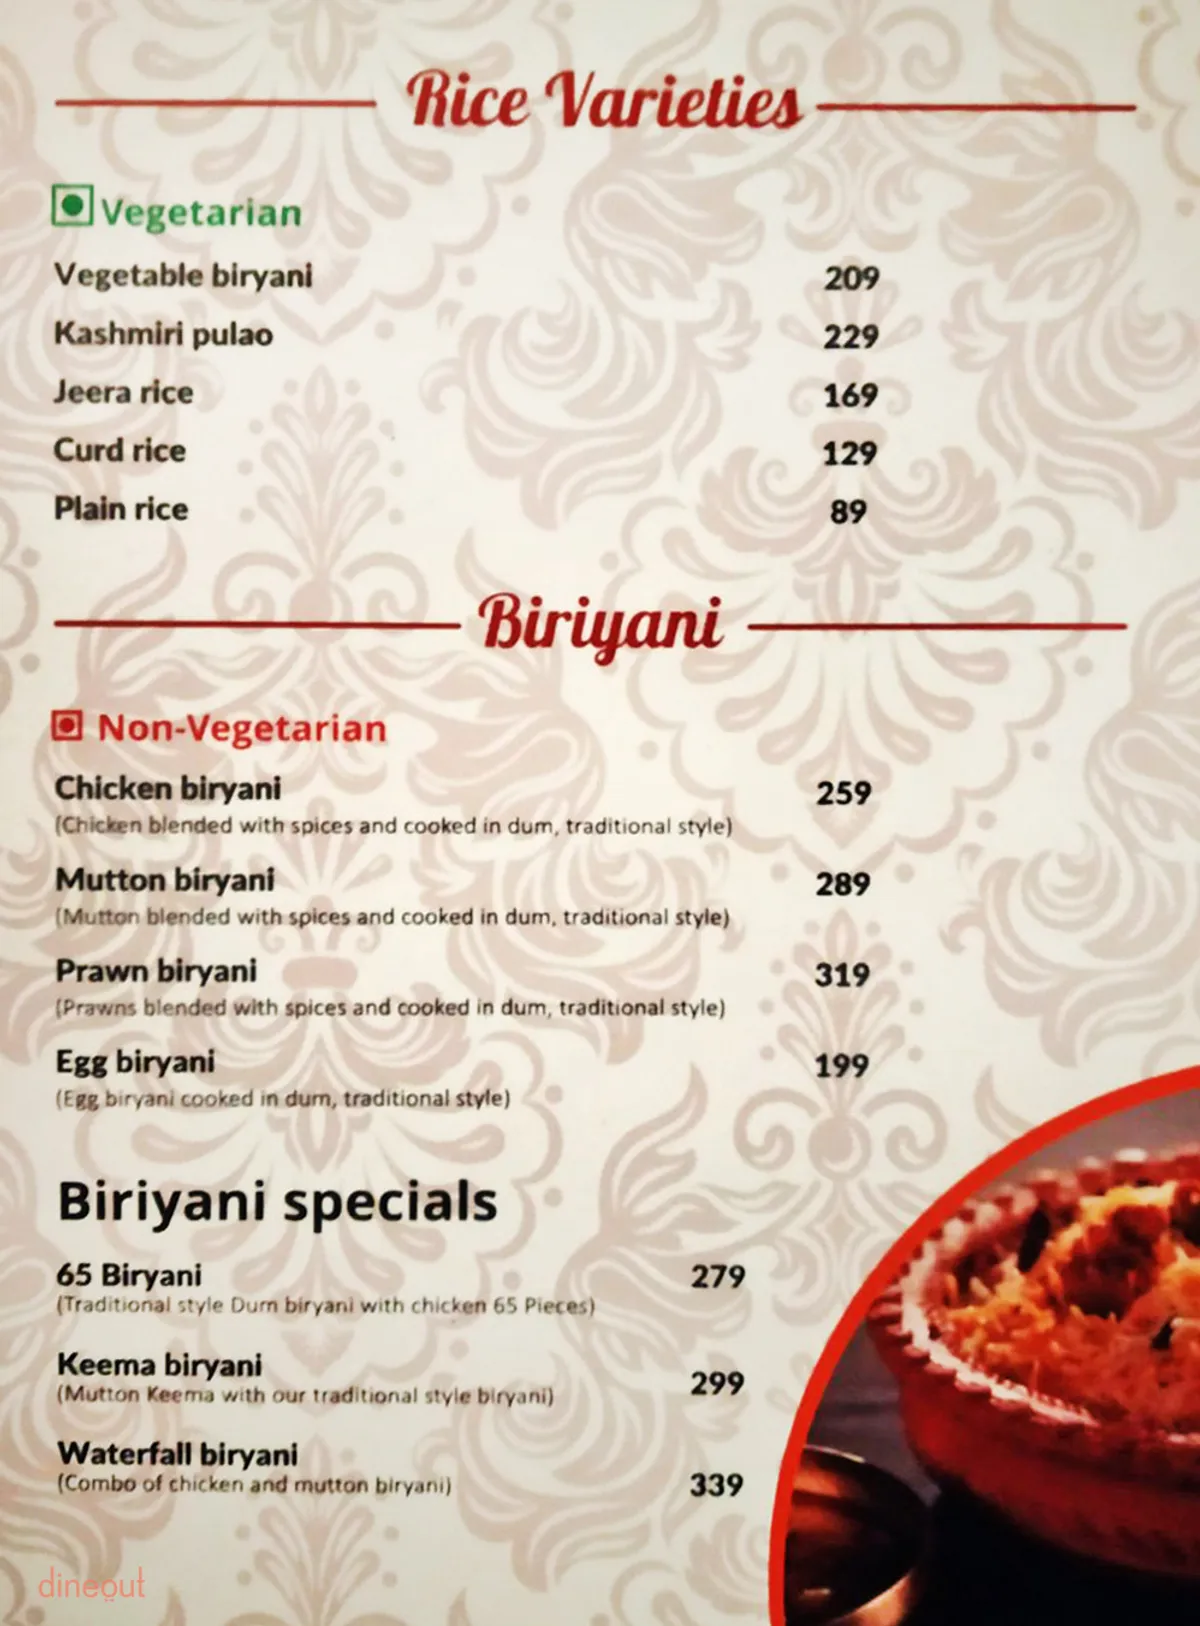 Rice Varieties
Vegetarian
Vegetable biryani 209
Kashmiri pulao 229
Jeera rice 169
Curd rice 129
Plain rice 89
Biriyani
Non-Vegetarian
Chicken biryani 259
(Chicken blended with spices and cooked in dum, traditional style)
Mutton biryani 289
(Mutton blended with spices and cooked in dum, traditional style)
Prawn biryani 319
(Prawns blended with spices and cooked in dum, traditional style)
Egg biryani 199
(Egg biryani cooked in dum, traditional style)
Biriyani specials
65 Biryani 279
(Traditional style Dum biryani with chicken 65 Pieces)
Keema biryani 299
(Mutton Keema with our traditional style biryani)
Waterfall biryani
(Combo of chicken and mutton biryani) 339
dineout